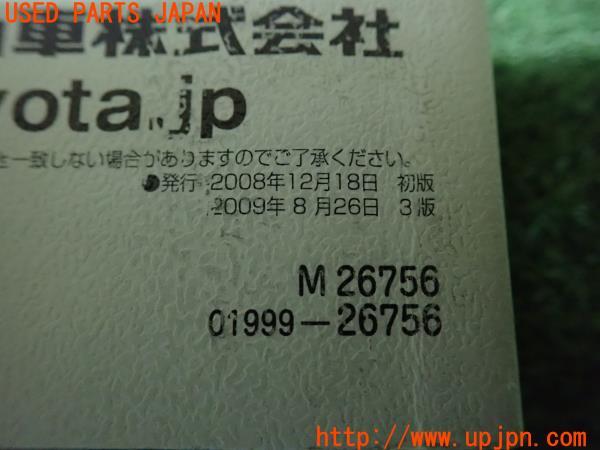 USED PARTS JAPAN
車株式会社
yota.jp
と一致しない場合がありますのでご了承ください。
●発行 2008年12月18日 初版
2009年 8 月26日 3版
M 26756
01999-26756
www.upjpn.com